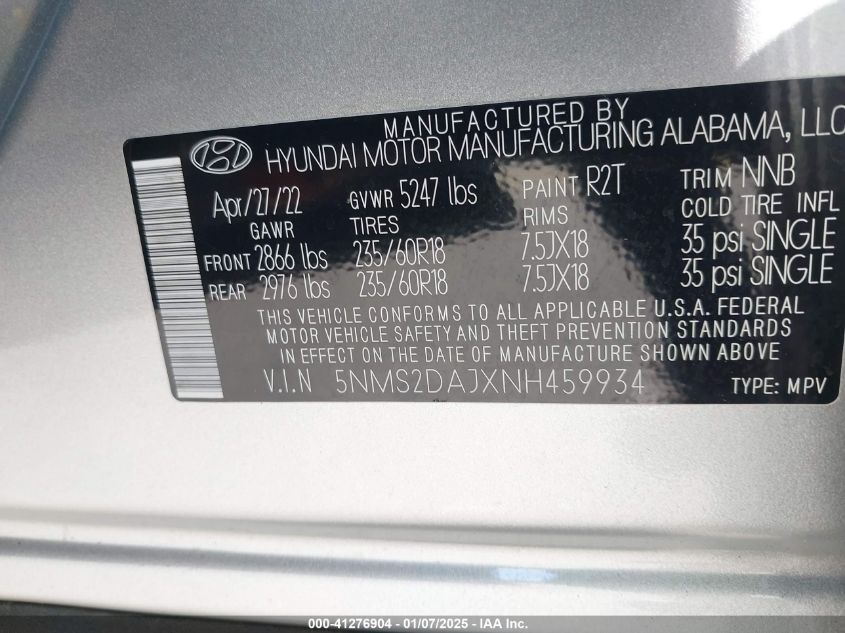 MANUFACTURED BY
HYUNDAI MOTOR MANUFACTURING ALABAMA, LLC
Apr/27/22 GVWR 5247 lbs PAINT R2T TRIM NNB
GAWR TIRES RIMS COLD TIRE INFL
FRONT 2866 lbs 235/60R18 7.5JX18 35 psi SINGLE
REAR 2976 lbs 235/60R18 7.5JX18 35 psi SINGLE
THIS VEHICLE CONFORMS TO ALL APPLICABLE U.S.A. FEDERAL
MOTOR VEHICLE SAFETY AND THEFT PREVENTION STANDARDS
IN EFFECT ON THE DATE OF MANUFACTURE SHOWN ABOVE
V.I.N 5NMS2DAJXNH459934 TYPE: MPV
000-41276904 - 01/07/2025 - IAA Inc.